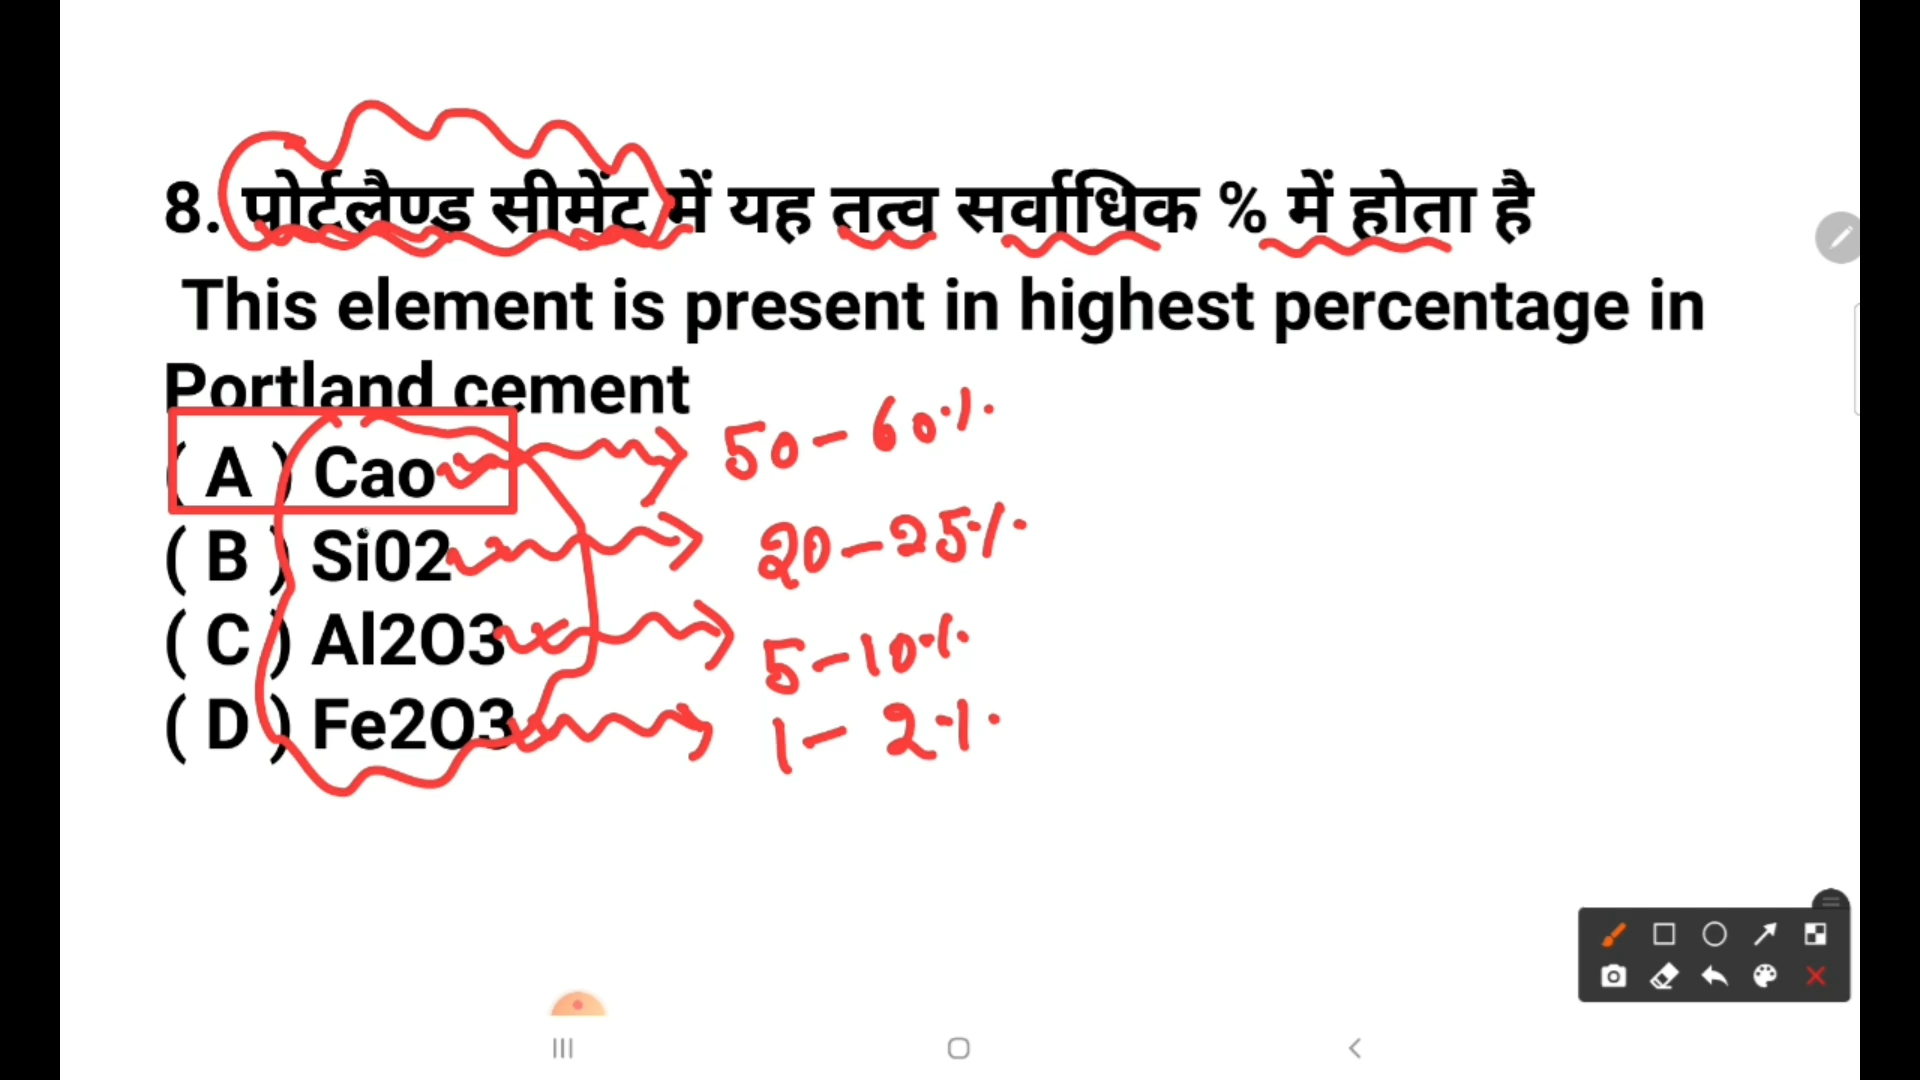 8. पोर्टलैण्ड सीमेंट में यह तत्व सर्वाधिक % में होता है
This element is present in highest percentage in
Portland cement
( A ) Cao 50-60%
( B ) Si02 20-25%
( C ) Al2O3 5-10%
( D ) Fe2O3 1-2%